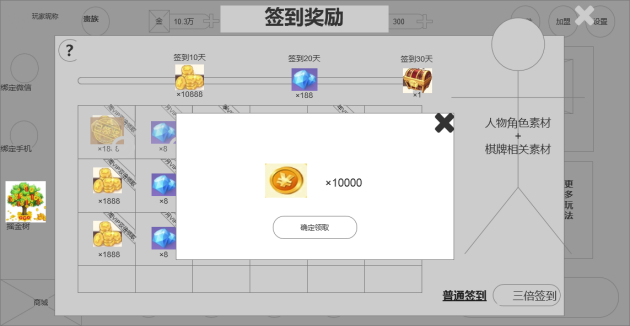 玩家昵称
贵族
金
10.3万
签到奖励
300
加盟
设置
?
签到10天
签到20天
签到30天
×10888
×188
×1
绑定微信
绑定手机
×8
人物角色素材
+
棋牌相关素材
×10000
×1888
×8
更多玩法
摇金树
确定领取
×1888
×8
商城
普通签到
三倍签到